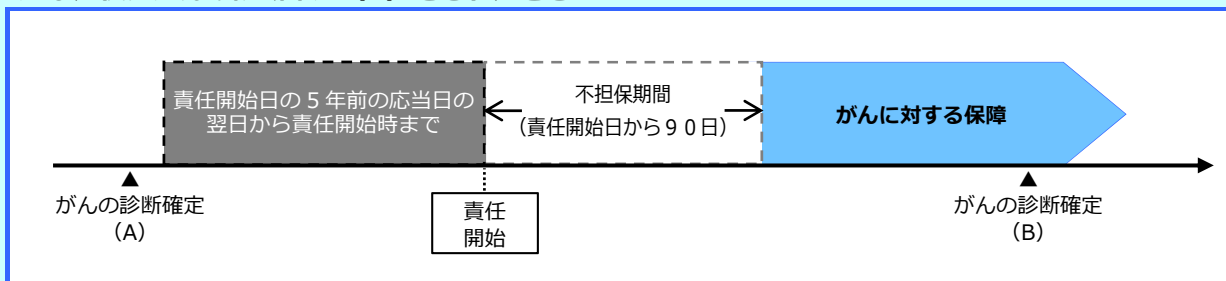 責任開始日の5年前の応当日の
翌日から責任開始時まで
不担保期間
（責任開始日から９０日）
がんに対する保障
がんの診断確定
（A）
責任
開始
がんの診断確定
（B）